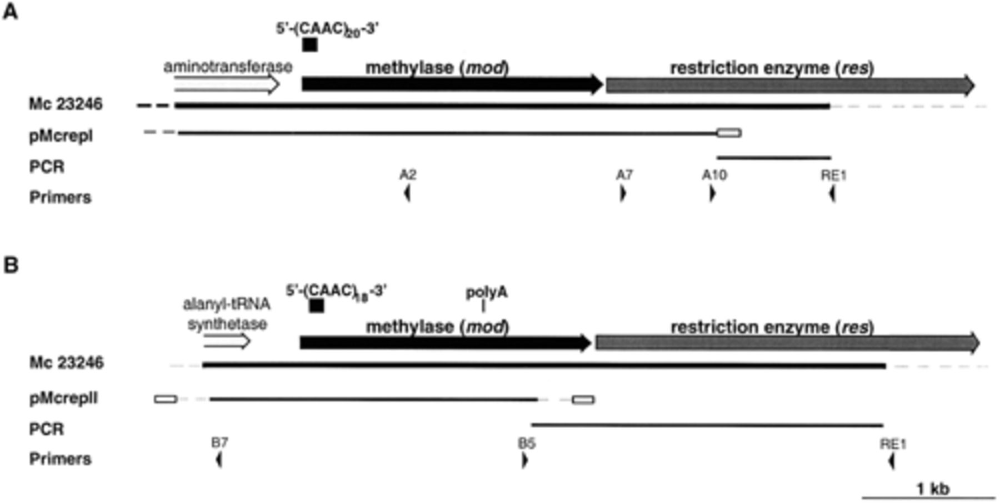 A
5'-(CAAC)20-3'
aminotransferase
methylase (mod)
restriction enzyme (res)
Mc 23246
pMcrepI
PCR
A2 A7 A10 RE1
Primers
B
5'-(CAAC)18-3'
polyA
alanyl-tRNA
synthetase
methylase (mod)
restriction enzyme (res)
Mc 23246
pMcrepII
PCR
B7 B5 RE1
Primers
1 kb